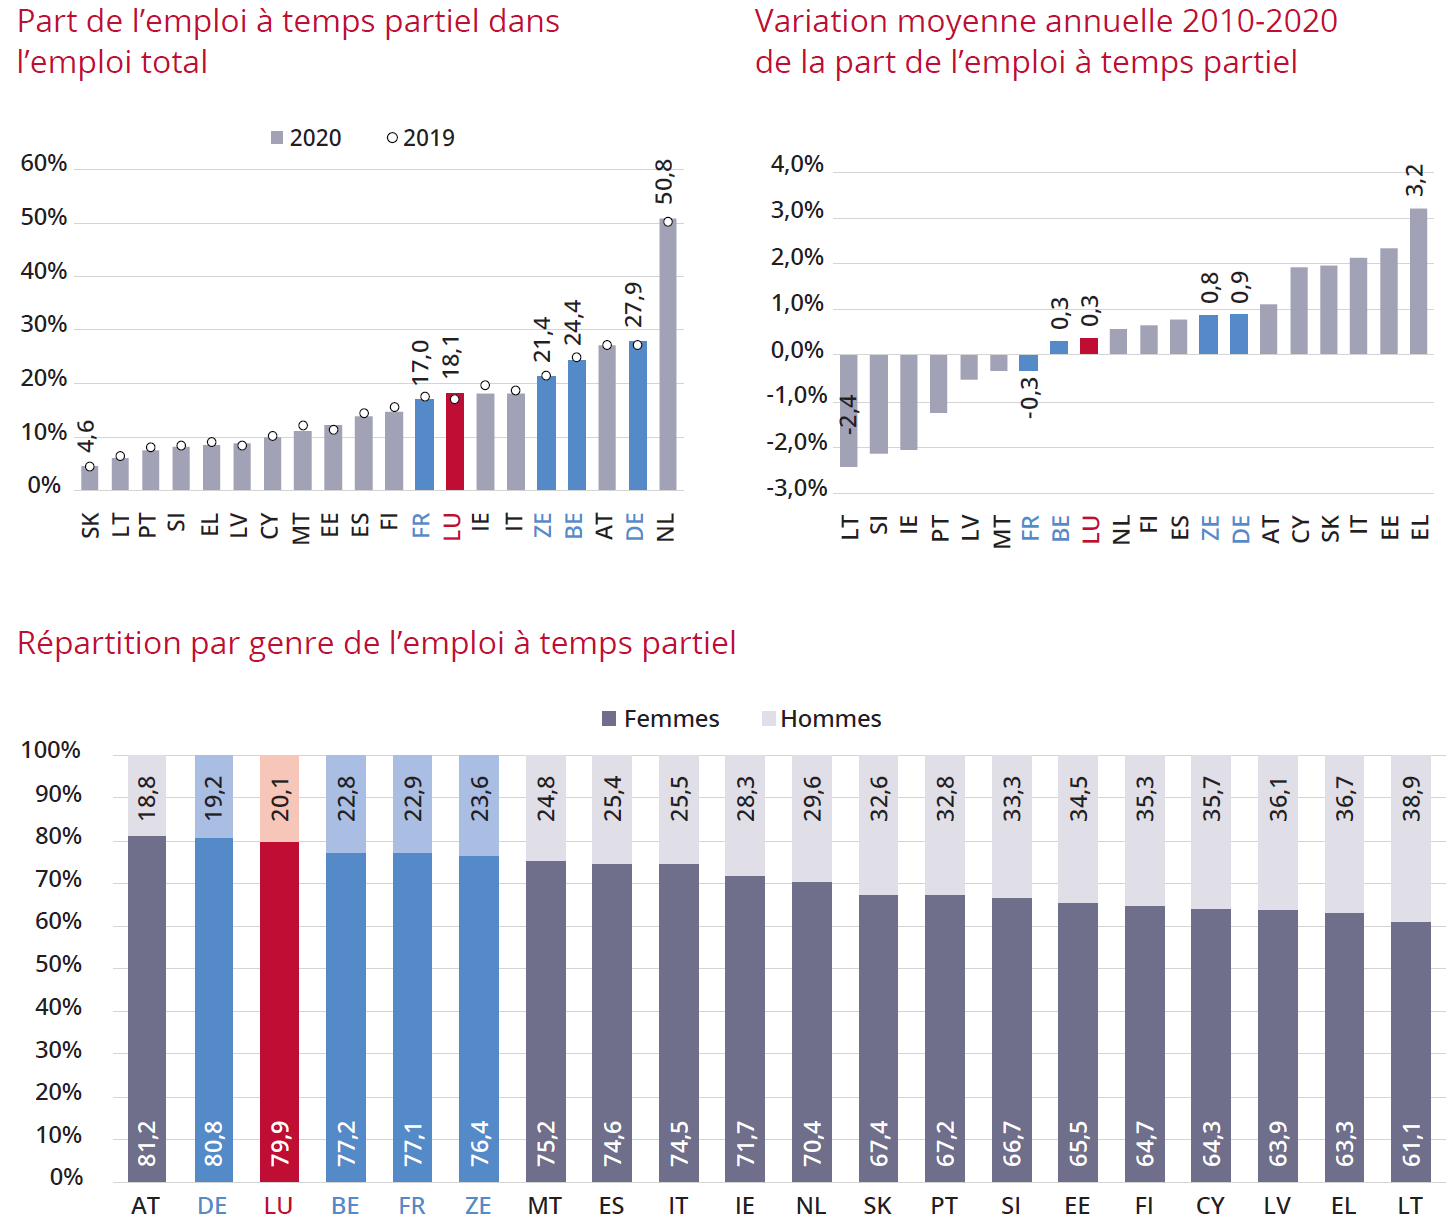 Part de l’emploi à temps partiel dans
l’emploi total
2020 2019
60%
50%
40%
30%
20%
10%
0%
4,6 17,0 18,1 21,4 24,4 27,9 50,8
SK LT PT SI EL LV CY MT EE ES FI FR LU IE IT ZE BE AT DE NL
Variation moyenne annuelle 2010-2020
de la part de l’emploi à temps partiel
4,0%
3,0%
2,0%
1,0%
0,0%
-1,0%
-2,0%
-3,0%
-2,4 -0,3 0,3 0,3 0,8 0,9 3,2
LT SI IE PT LV MT FR BE LU NL FI ES ZE DE AT CY SK IT EE EL
Répartition par genre de l’emploi à temps partiel
Femmes Hommes
100%
90%
80%
70%
60%
50%
40%
30%
20%
10%
0%
18,8 19,2 20,1 22,8 22,9 23,6 24,8 25,4 25,5 28,3 29,6 32,6 32,8 33,3 34,5 35,3 35,7 36,1 36,7 38,9
81,2 80,8 79,9 77,2 77,1 76,4 75,2 74,6 74,5 71,7 70,4 67,4 67,2 66,7 65,5 64,7 64,3 63,9 63,3 61,1
AT DE LU BE FR ZE MT ES IT IE NL SK PT SI EE FI CY LV EL LT